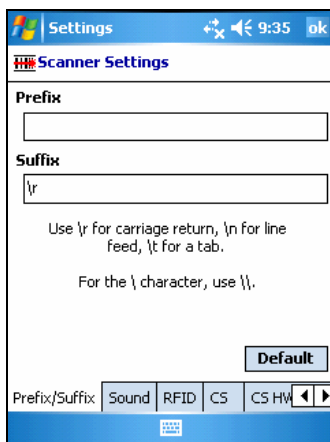 Settings 9:35 ok
Scanner Settings
Prefix
Suffix
\r
Use \r for carriage return, \n for line
feed, \t for a tab.
For the \ character, use \\.
Default
Prefix/Suffix Sound RFID CS CS HW